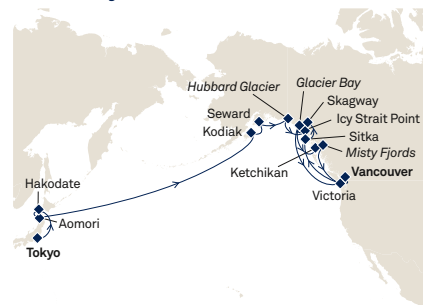 Hubbard Glacier
Glacier Bay
Skagway
Icy Strait Point
Seward
Kodiak
Sitka
Misty Fjords
Ketchikan
Vancouver
Victoria
Hakodate
Aomori
Tokyo